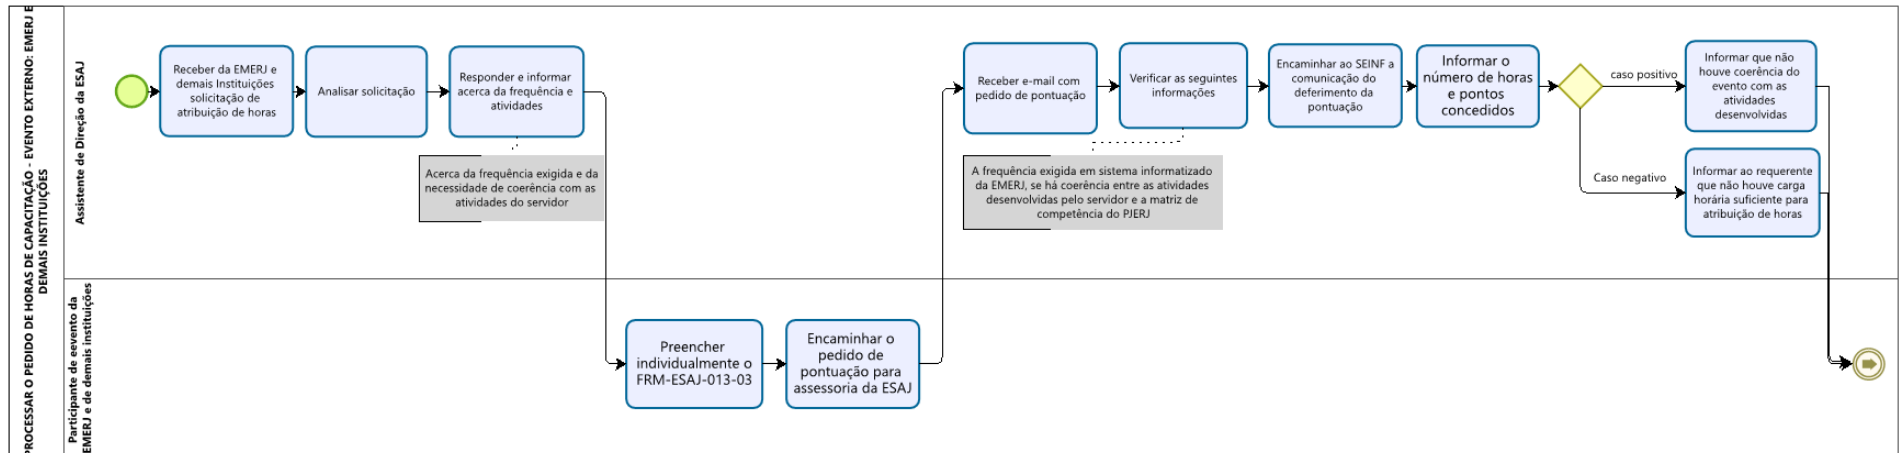 PROCESSAR O PEDIDO DE HORAS DE CAPACITAÇÃO - EVENTO EXTERNO: EMERJ E
DEMAIS INSTITUIÇÕES
Assistente de Direção da ESAJ
Receber da EMERJ e
demais Instituições
solicitação de
atribuição de horas
Analisar solicitação
Responder e informar
acerca da frequência e
atividades
Acerca da frequência exigida e da
necessidade de coerência com as
atividades do servidor
Receber e-mail com
pedido de pontuação
Verificar as seguintes
informações
A frequência exigida em sistema informatizado
da EMERJ, se há coerência entre as atividades
desenvolvidas pelo servidor e a matriz de
competência do PJERJ
Encaminhar ao SEINF a
comunicação do
deferimento da
pontuação
Informar o
número de horas
e pontos
concedidos
caso positivo
Informar que não
houve coerência do
evento com as
atividades
desenvolvidas
Caso negativo
Informar ao requerente
que não houve carga
horária suficiente para
atribuição de horas
Participante de eevento da
EMERJ e de demais instituições
Preencher
individualmente o
FRM-ESAJ-013-03
Encaminhar o
pedido de
pontuação para
assessoria da ESAJ